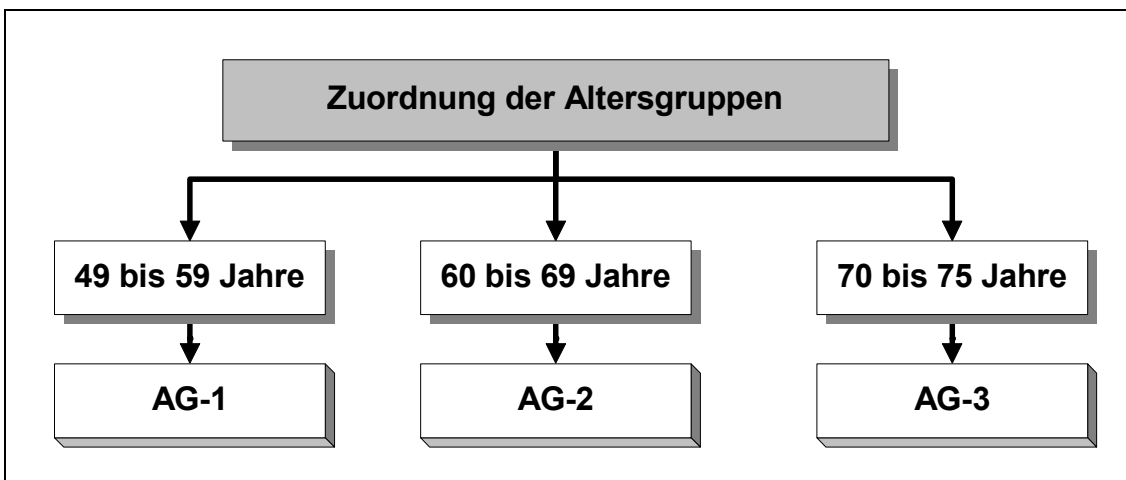 Zuordnung der Altersgruppen
49 bis 59 Jahre
60 bis 69 Jahre
70 bis 75 Jahre
AG-1
AG-2
AG-3